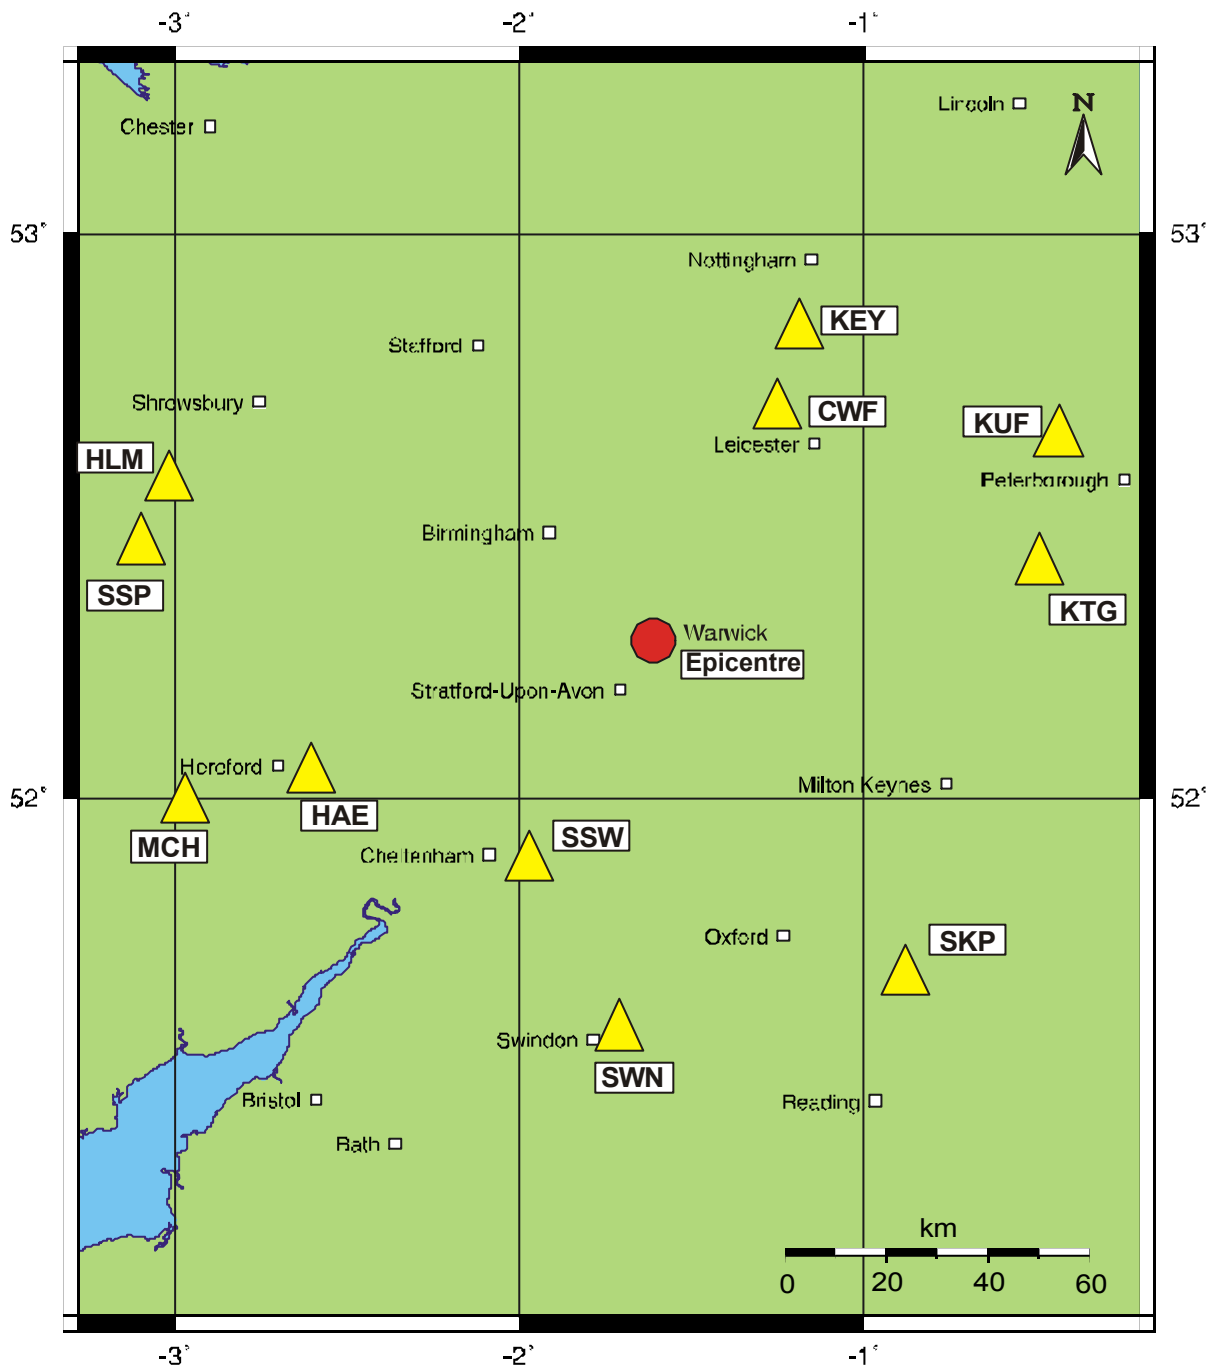 -3° -2° -1°
Lincoln N
Chester
53° 53°
Nottingham
KEY
Stafford
Shrewsbury
CWF
KUF
Leicester
HLM
Peterborough
Birmingham
SSP
KTG
Warwick
Epicentre
Stratford-Upon-Avon
Hereford
Milton Keynes
52° 52°
HAE
SSW
MCH
Cheltenham
Oxford
SKP
Swindon
SWN
Bristol
Reading
Bath
km
0 20 40 60
-3° -2° -1°